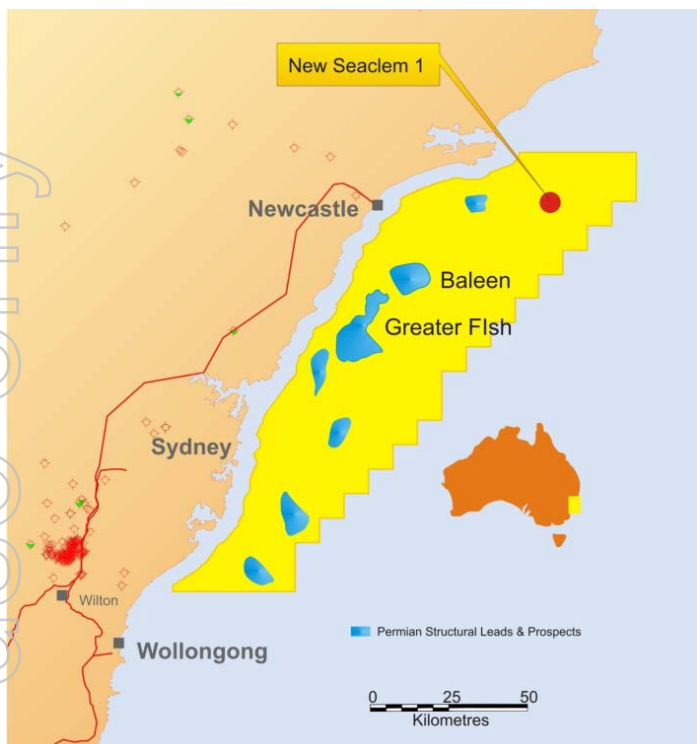 New Seaclem 1
Newcastle
Baleen
Greater FIsh
Sydney
Wilton
Wollongong
Permian Structural Leads & Prospects
0 25 50
Kilometres